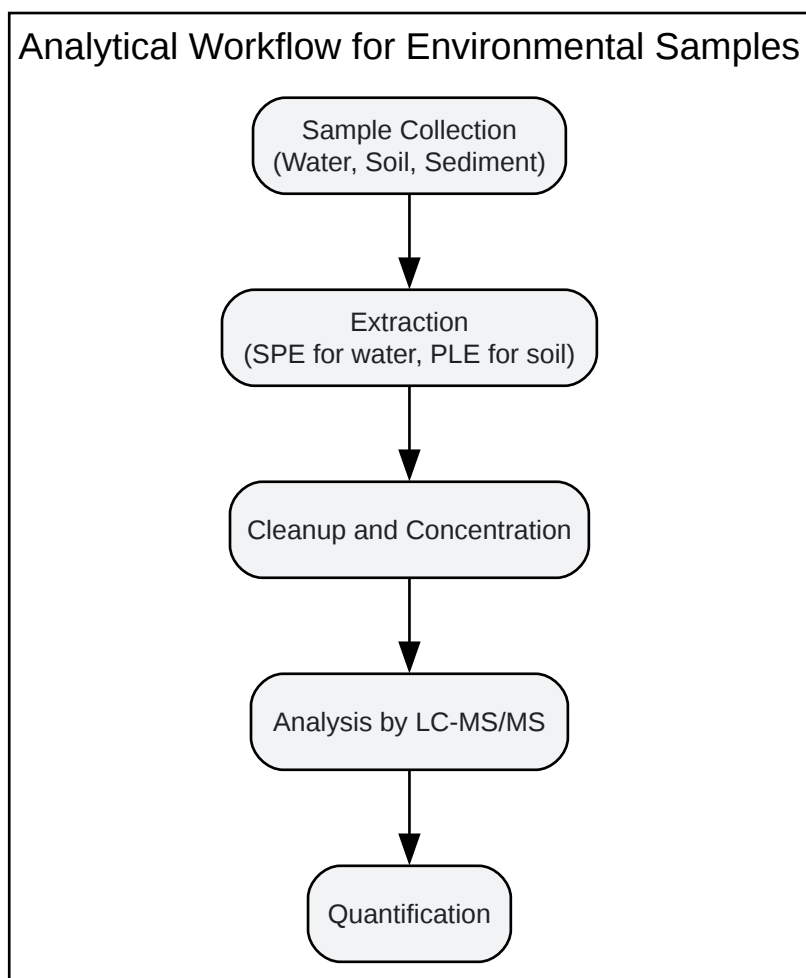 Analytical Workflow for Environmental Samples
Sample Collection
(Water, Soil, Sediment)
Extraction
(SPE for water, PLE for soil)
Cleanup and Concentration
Analysis by LC-MS/MS
Quantification